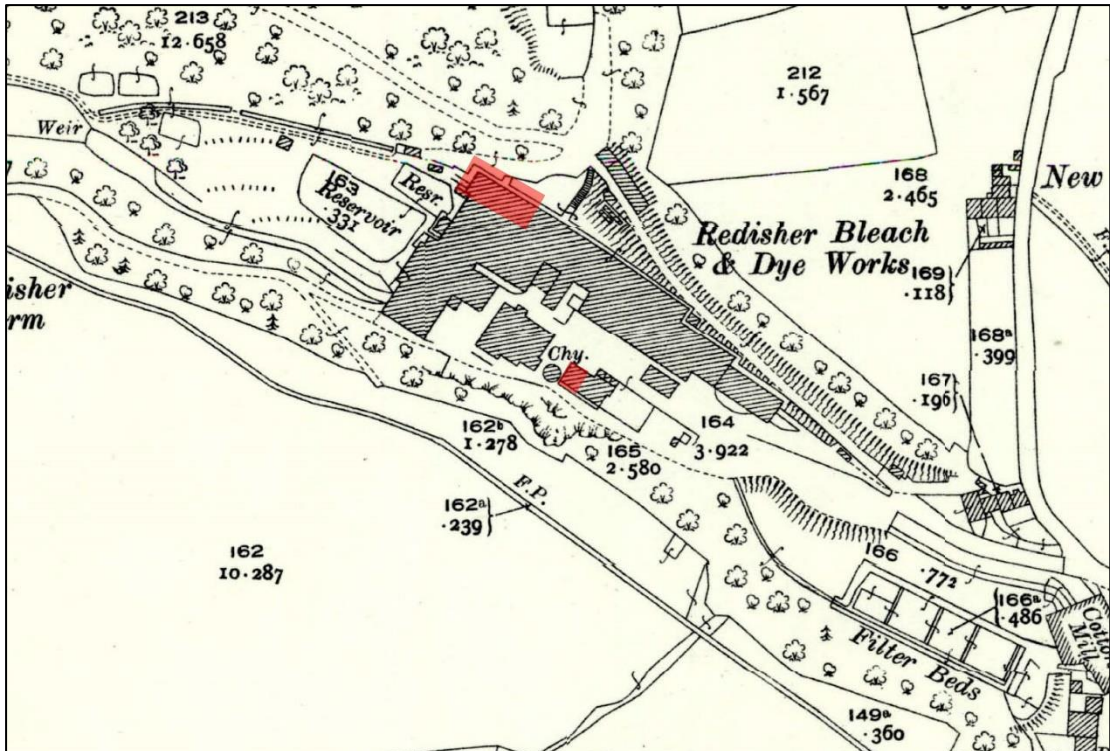 213
12·658
212
1·567
Weir
163
Reservoir
·331
Resr.
168
2·465
New
Redisher Bleach
& Dye Works
169
·118
isher
rm
168ª
·399
Chy.
167
·196
164
3·922
162ᵇ
1·278
165
2·580
F.P.
162ª
·239
162
10·287
166
·772
166ª
·486
Filter Beds
Cotton
Mill
149ª
·360